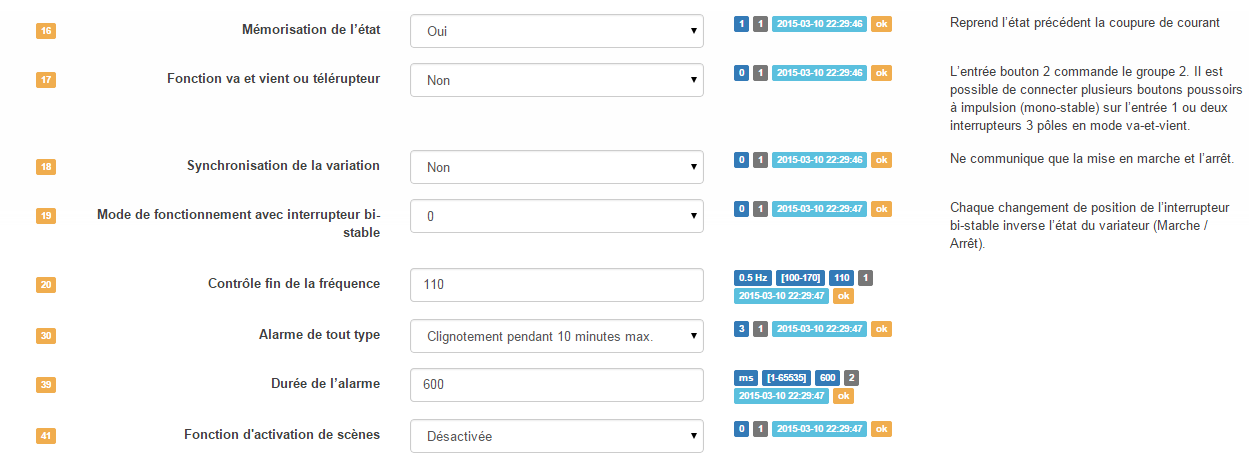 16 Mémorisation de l'état Oui 1 1 2015-03-10 22:29:46 ok Reprend l'état précédent la coupure de courant
17 Fonction va et vient ou télérupteur Non 0 1 2015-03-10 22:29:46 ok L'entrée bouton 2 commande le groupe 2. Il est
possible de connecter plusieurs boutons poussoirs
à impulsion (mono-stable) sur l'entrée 1 ou deux
interrupteurs 3 pôles en mode va-et-vient.
18 Synchronisation de la variation Non 0 1 2015-03-10 22:29:46 ok Ne communique que la mise en marche et l'arrêt.
19 Mode de fonctionnement avec interrupteur bi- 0 0 1 2015-03-10 22:29:47 ok Chaque changement de position de l'interrupteur
stable bi-stable inverse l'état du variateur (Marche /
Arrêt).
20 Contrôle fin de la fréquence 110 0.5 Hz [100-170] 110 1
2015-03-10 22:29:47 ok
30 Alarme de tout type Clignotement pendant 10 minutes max. 3 1 2015-03-10 22:29:47 ok
39 Durée de l'alarme 600 ms [1-65535] 600 2
2015-03-10 22:29:47 ok
41 Fonction d'activation de scènes Désactivée 0 1 2015-03-10 22:29:47 ok